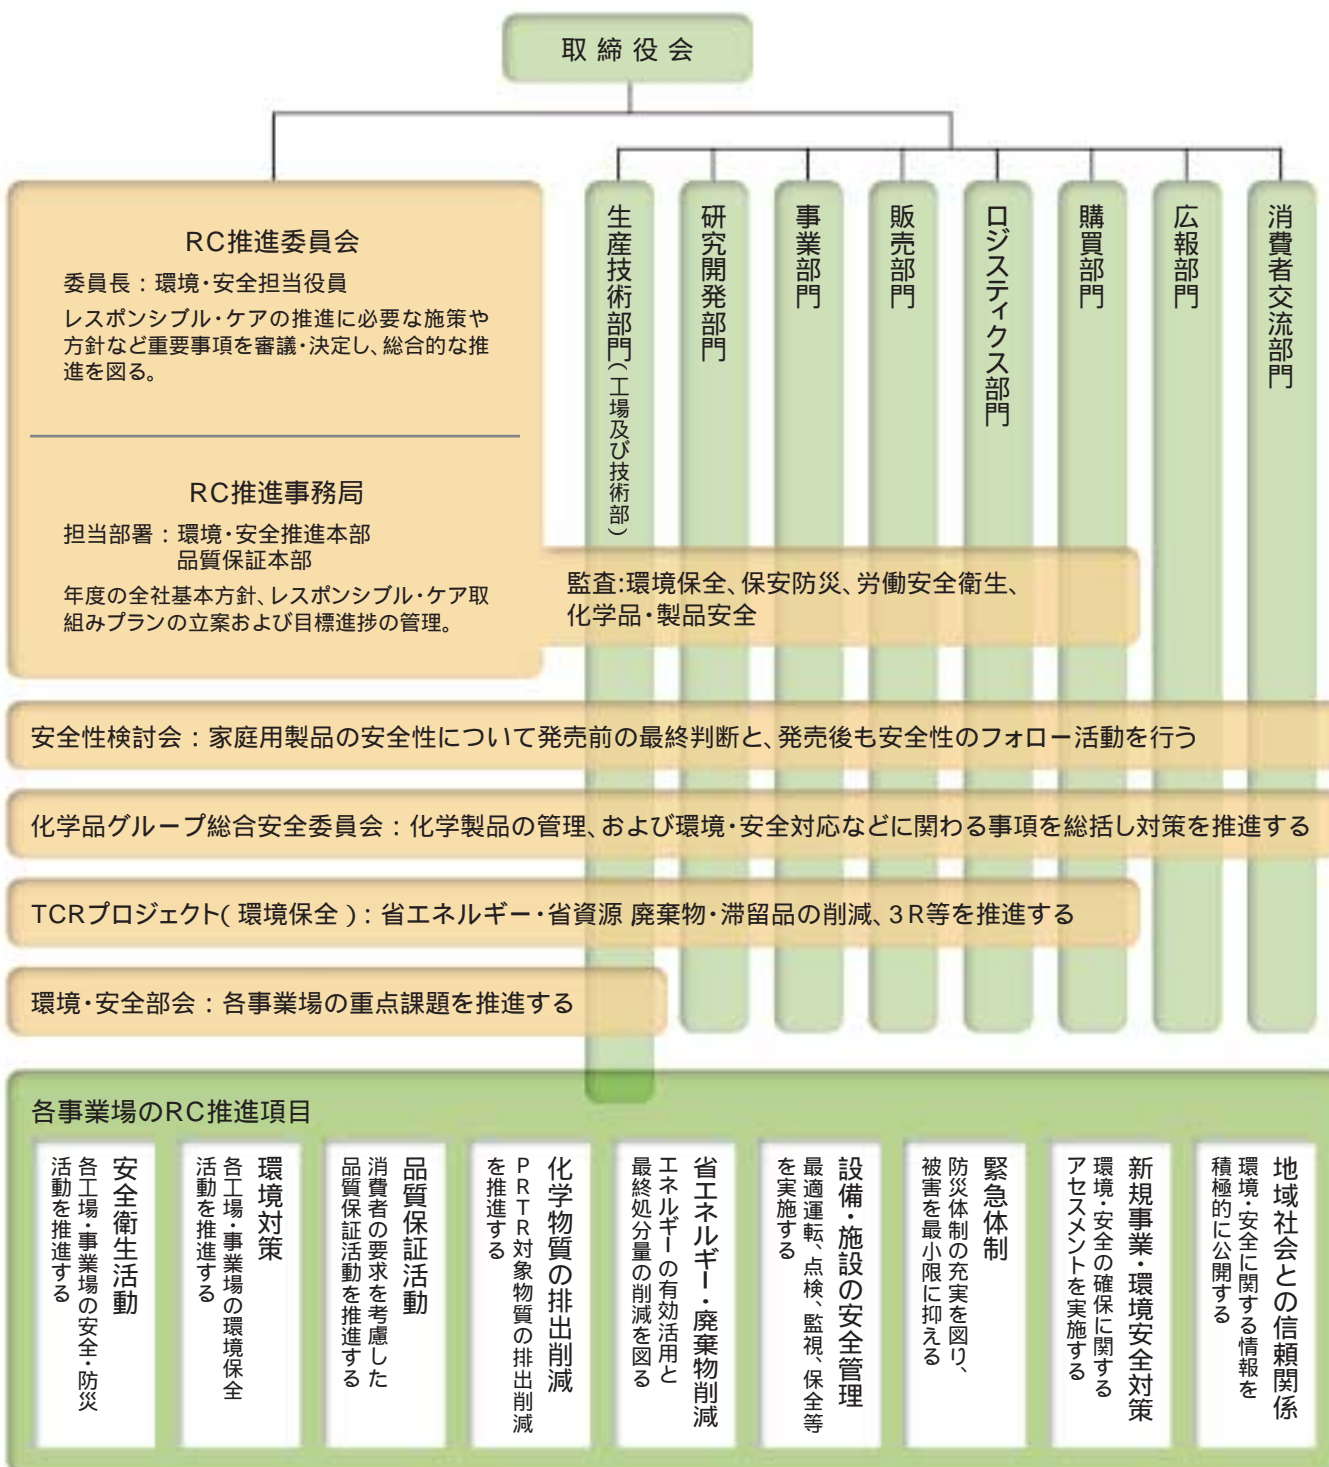 取締役会
RC推進委員会
委員長：環境・安全担当役員
レスポンシブル・ケアの推進に必要な施策や
方針など重要事項を審議・決定し、総合的な推
進を図る。
RC推進事務局
担当部署：環境・安全推進本部
品質保証本部
年度の全社基本方針、レスポンシブル・ケア取
組みプランの立案および目標進捗の管理。
生産技術部門（工場及び技術部）
研究開発部門
事業部門
販売部門
ロジスティクス部門
購買部門
広報部門
消費者交流部門
監査:環境保全、保安防災、労働安全衛生、
化学品・製品安全
安全性検討会：家庭用製品の安全性について発売前の最終判断と、発売後も安全性のフォロー活動を行う
化学品グループ総合安全委員会：化学製品の管理、および環境・安全対応などに関わる事項を総括し対策を推進する
TCRプロジェクト（環境保全）：省エネルギー・省資源 廃棄物・滞留品の削減、3R等を推進する
環境・安全部会：各事業場の重点課題を推進する
各事業場のRC推進項目
安全衛生活動
各工場・事業場の安全・防災
活動を推進する
環境対策
各工場・事業場の環境保全
活動を推進する
品質保証活動
消費者の要求を考慮した
品質保証活動を推進する
化学物質の排出削減
PRTR対象物質の排出削減
を推進する
省エネルギー・廃棄物削減
エネルギーの有効活用と
最終処分量の削減を図る
設備・施設の安全管理
最適運転、点検、監視、保全等
を実施する
緊急体制
防災体制の充実を図り、
被害を最小限に抑える
新規事業・環境安全対策
環境・安全の確保に関する
アセスメントを実施する
地域社会との信頼関係
環境・安全に関する情報を
積極的に公開する